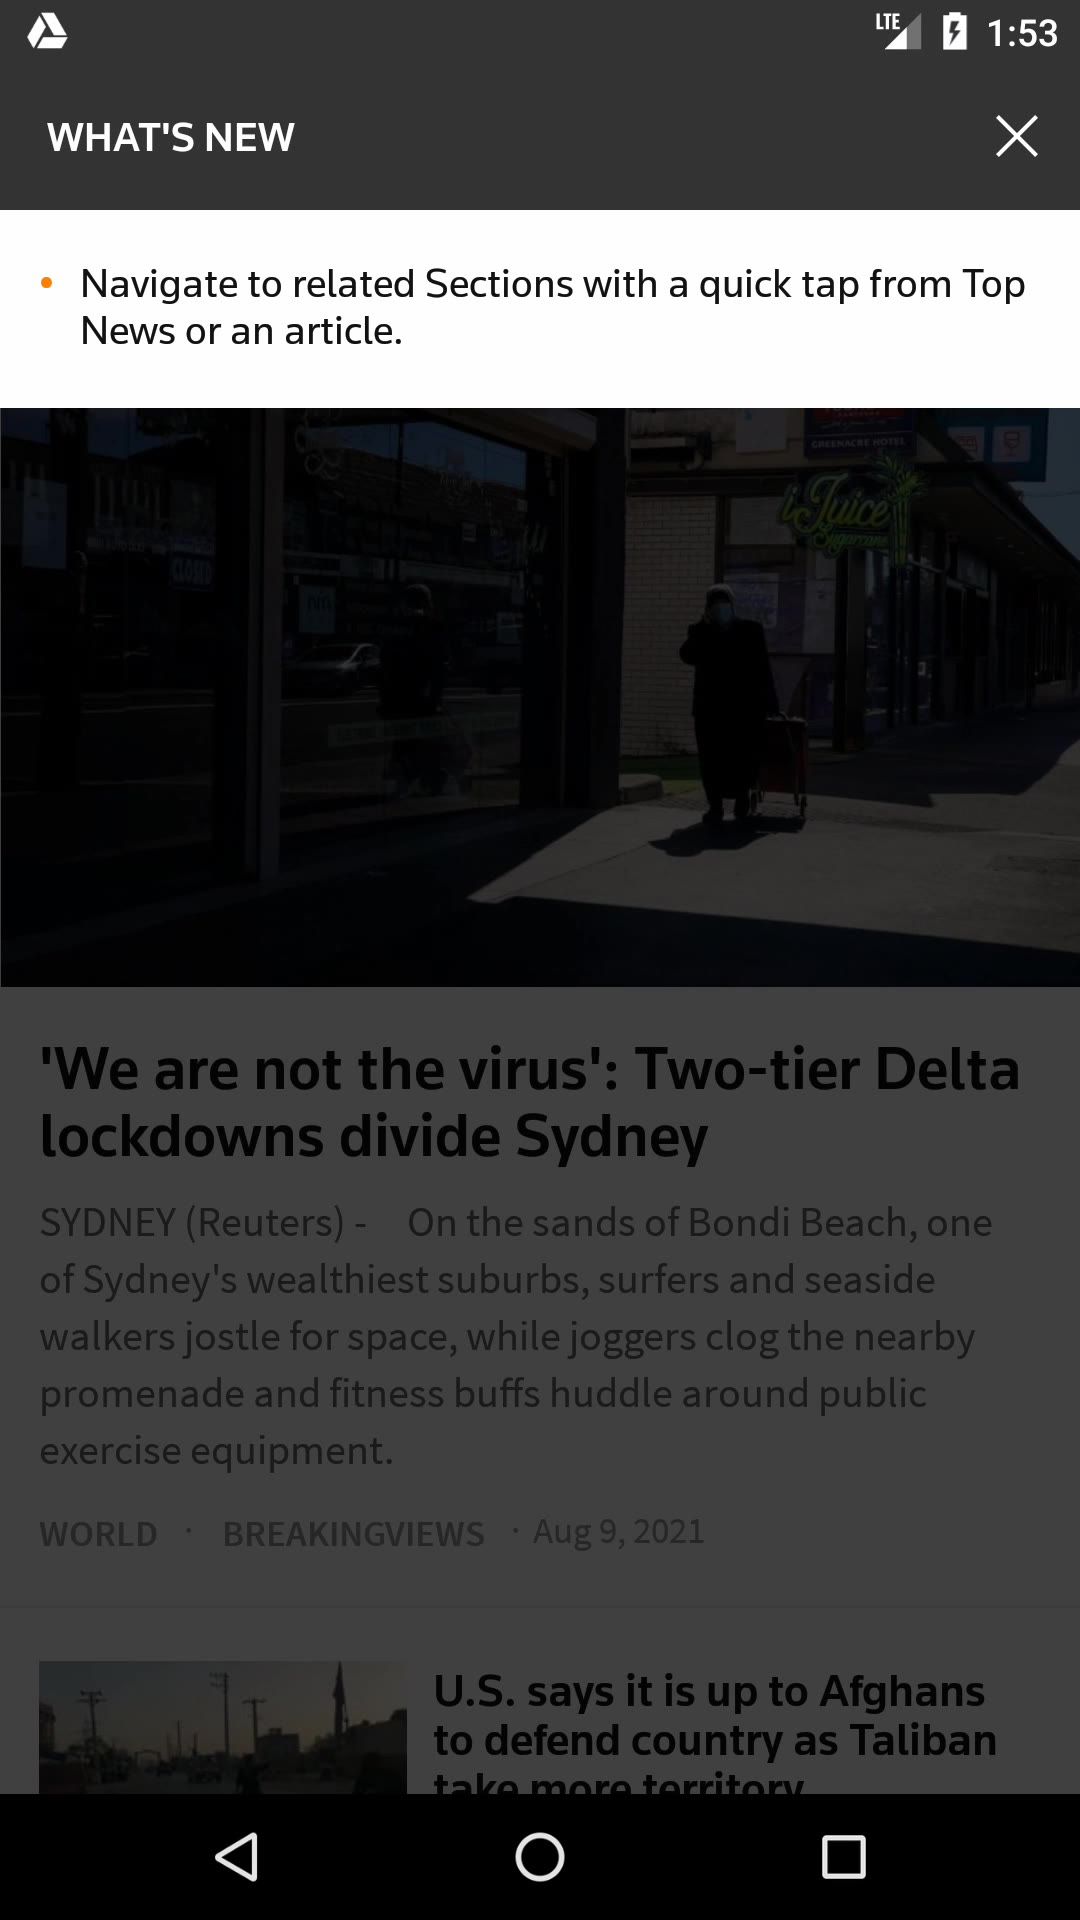 LTE 1:53
WHAT'S NEW
• Navigate to related Sections with a quick tap from Top
News or an article.
GREENACRE HOTEL
iJuice
Sugarcane
CLOSED
'We are not the virus': Two-tier Delta
lockdowns divide Sydney
SYDNEY (Reuters) - On the sands of Bondi Beach, one
of Sydney's wealthiest suburbs, surfers and seaside
walkers jostle for space, while joggers clog the nearby
promenade and fitness buffs huddle around public
exercise equipment.
WORLD · BREAKINGVIEWS · Aug 9, 2021
U.S. says it is up to Afghans
to defend country as Taliban
take more territory